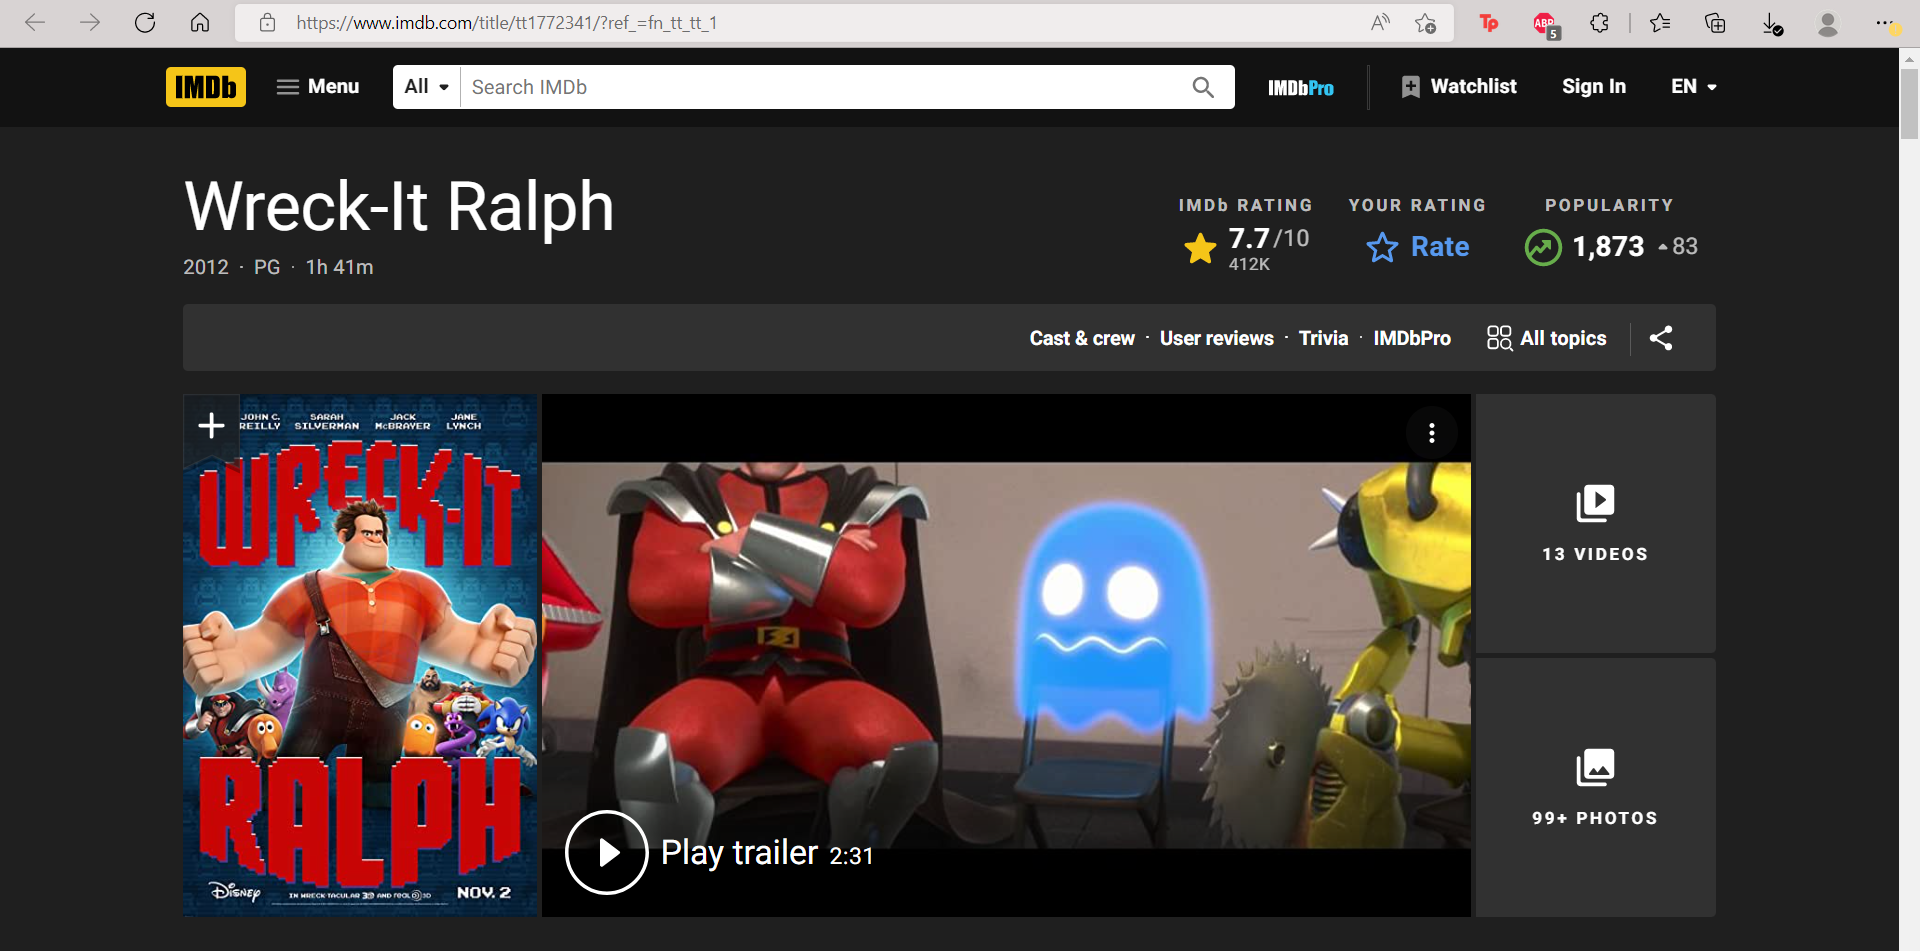 https://www.imdb.com/title/tt1772341/?ref_=fn_tt_tt_1
Tp
ABP
5
IMDb
Menu
All
Search IMDb
IMDbPro
Watchlist
Sign In
EN
Wreck-It Ralph
2012 · PG · 1h 41m
IMDb RATING
7.7/10
412K
YOUR RATING
Rate
POPULARITY
1,873
83
Cast & crew · User reviews · Trivia · IMDbPro
All topics
JOHN C. REILLY
SARAH SILVERMAN
JACK McBRAYER
JANE LYNCH
WRECK-IT
RALPH
DISNEY
IN WRECK-TACULAR 3D AND REAL D 3D
NOV. 2
Play trailer 2:31
13 VIDEOS
99+ PHOTOS